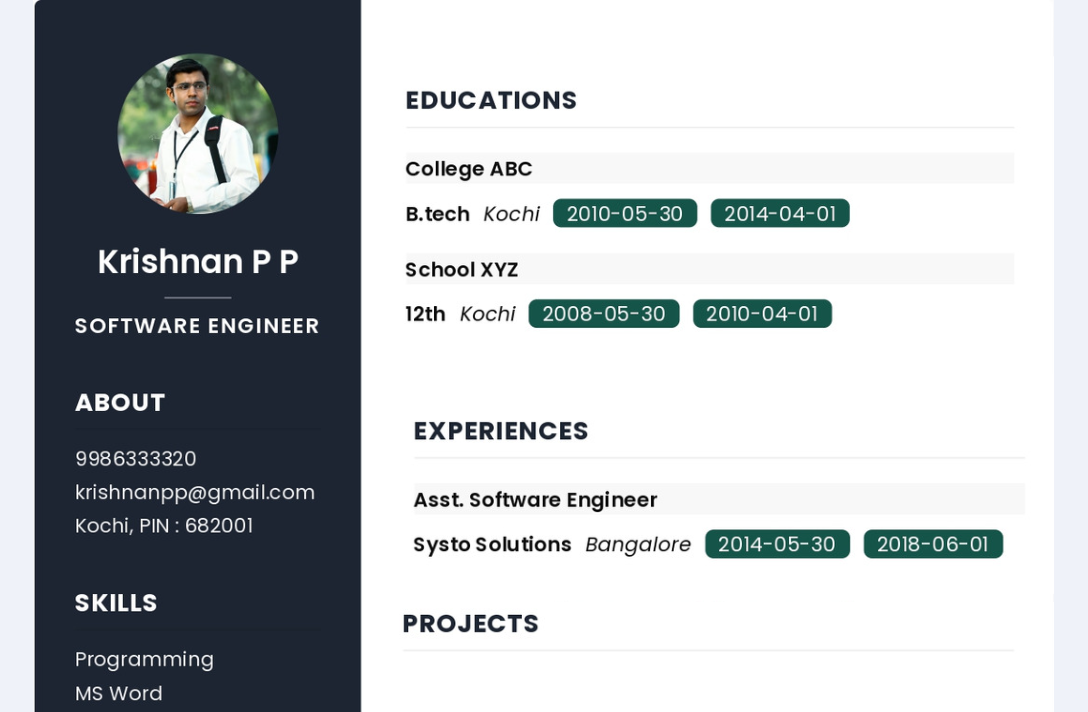 Krishnan P P
SOFTWARE ENGINEER
ABOUT
9986333320
krishnanpp@gmail.com
Kochi, PIN : 682001
SKILLS
Programming
MS Word
EDUCATIONS
College ABC
B.tech Kochi 2010-05-30 2014-04-01
School XYZ
12th Kochi 2008-05-30 2010-04-01
EXPERIENCES
Asst. Software Engineer
Systo Solutions Bangalore 2014-05-30 2018-06-01
PROJECTS